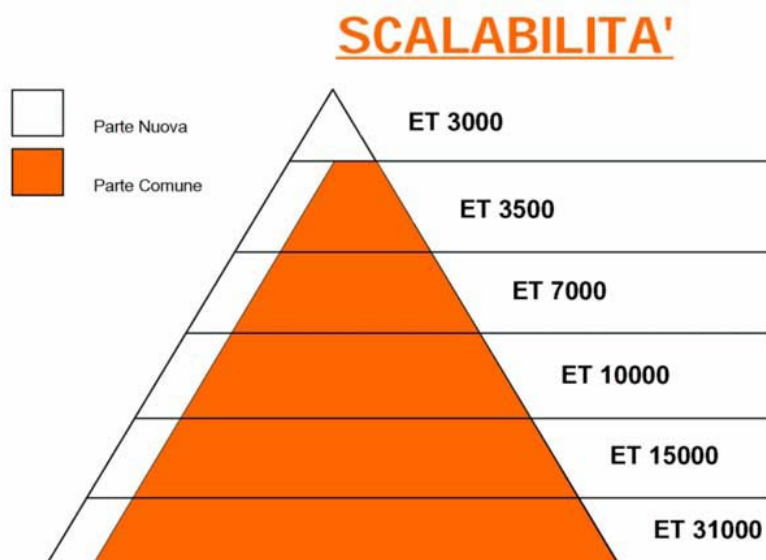 SCALABILITA'
Parte Nuova
Parte Comune
ET 3000
ET 3500
ET 7000
ET 10000
ET 15000
ET 31000